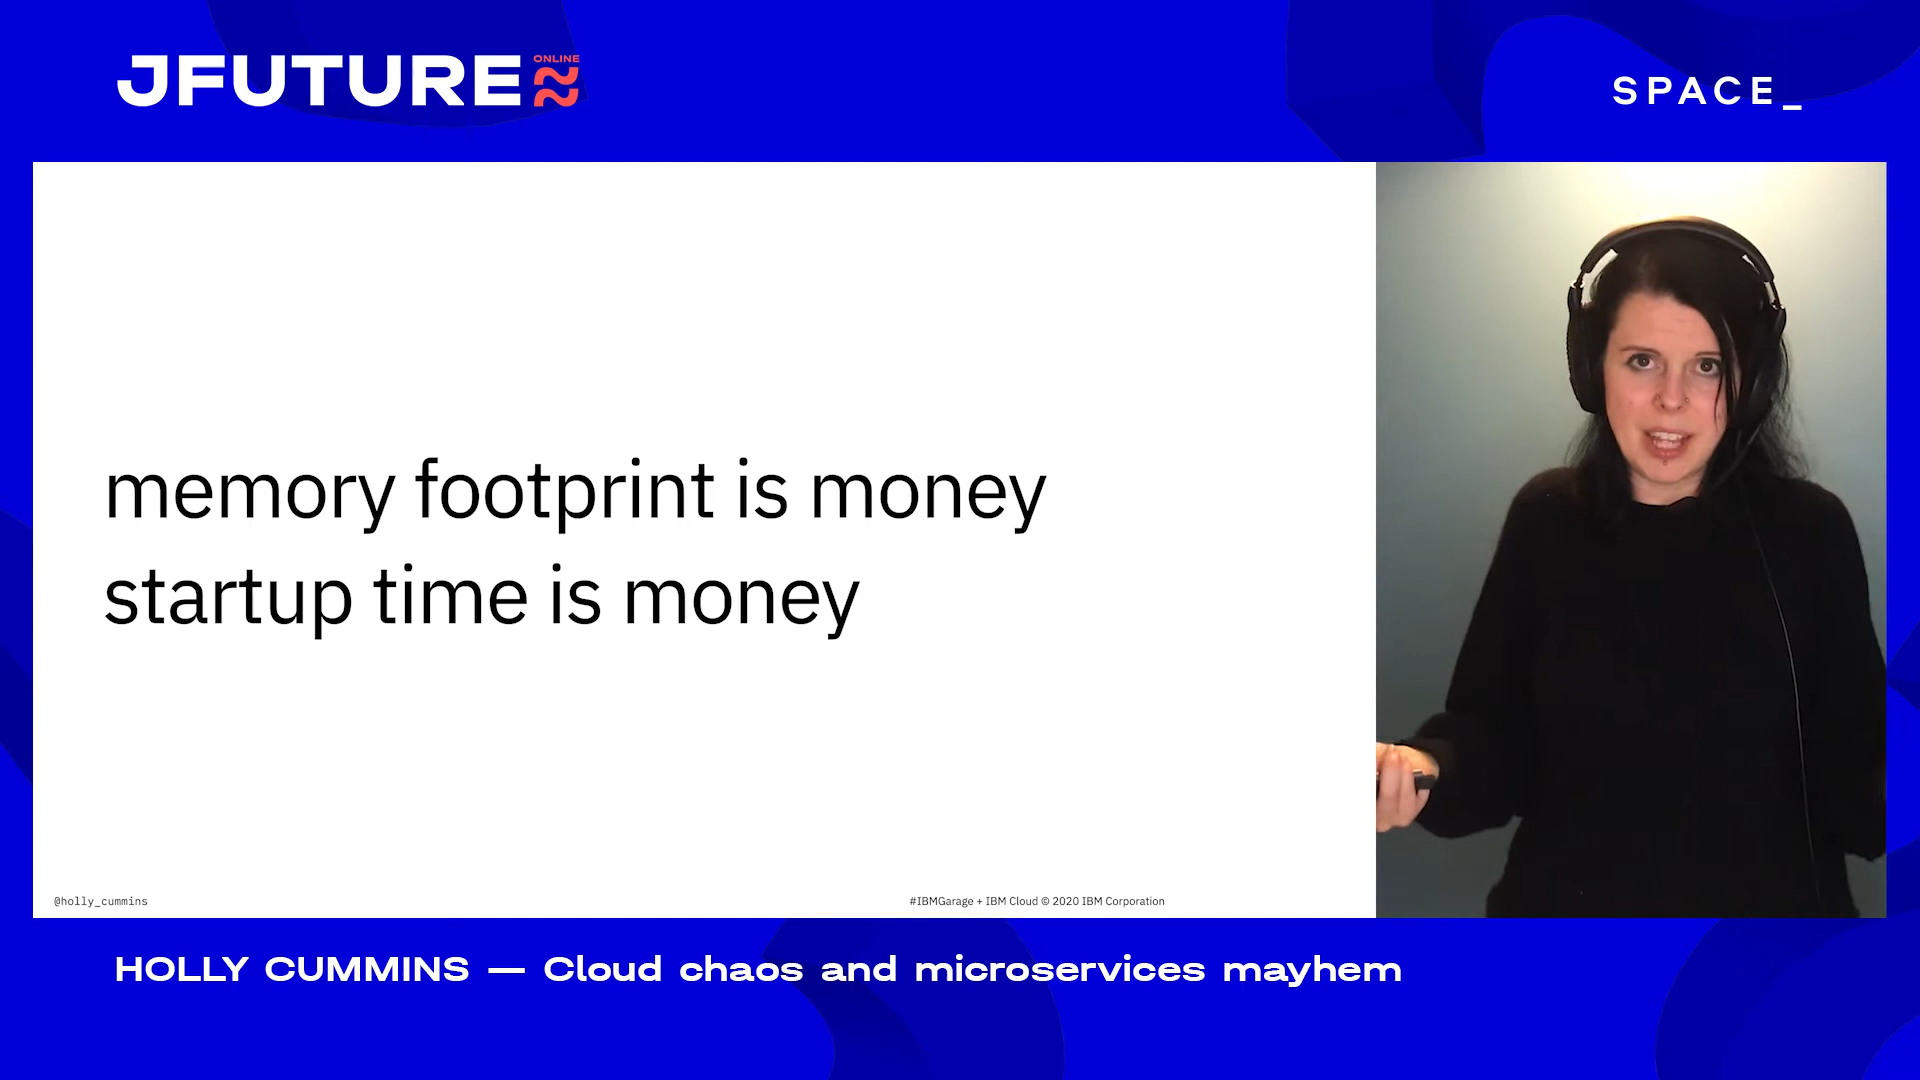 JFUTURE ONLINE
SPACE_
memory footprint is money
startup time is money
@holly_cummins
#IBMGarage + IBM Cloud © 2020 IBM Corporation
HOLLY CUMMINS — Cloud chaos and microservices mayhem